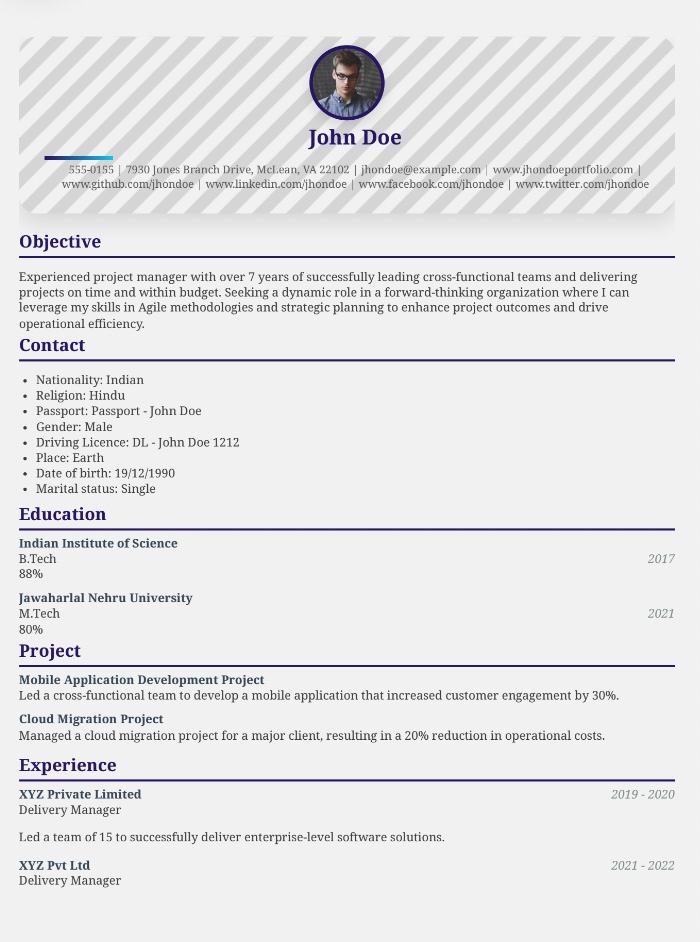 John Doe
555-0155 | 7930 Jones Branch Drive, McLean, VA 22102 | jhondoe@example.com | www.jhondoeportfolio.com |
www.github.com/jhondoe | www.linkedin.com/jhondoe | www.facebook.com/jhondoe | www.twitter.com/jhondoe
Objective
Experienced project manager with over 7 years of successfully leading cross-functional teams and delivering
projects on time and within budget. Seeking a dynamic role in a forward-thinking organization where I can
leverage my skills in Agile methodologies and strategic planning to enhance project outcomes and drive
operational efficiency.
Contact
• Nationality: Indian
• Religion: Hindu
• Passport: Passport - John Doe
• Gender: Male
• Driving Licence: DL - John Doe 1212
• Place: Earth
• Date of birth: 19/12/1990
• Marital status: Single
Education
Indian Institute of Science
B.Tech 2017
88%
Jawaharlal Nehru University
M.Tech 2021
80%
Project
Mobile Application Development Project
Led a cross-functional team to develop a mobile application that increased customer engagement by 30%.
Cloud Migration Project
Managed a cloud migration project for a major client, resulting in a 20% reduction in operational costs.
Experience
XYZ Private Limited 2019 - 2020
Delivery Manager
Led a team of 15 to successfully deliver enterprise-level software solutions.
XYZ Pvt Ltd 2021 - 2022
Delivery Manager